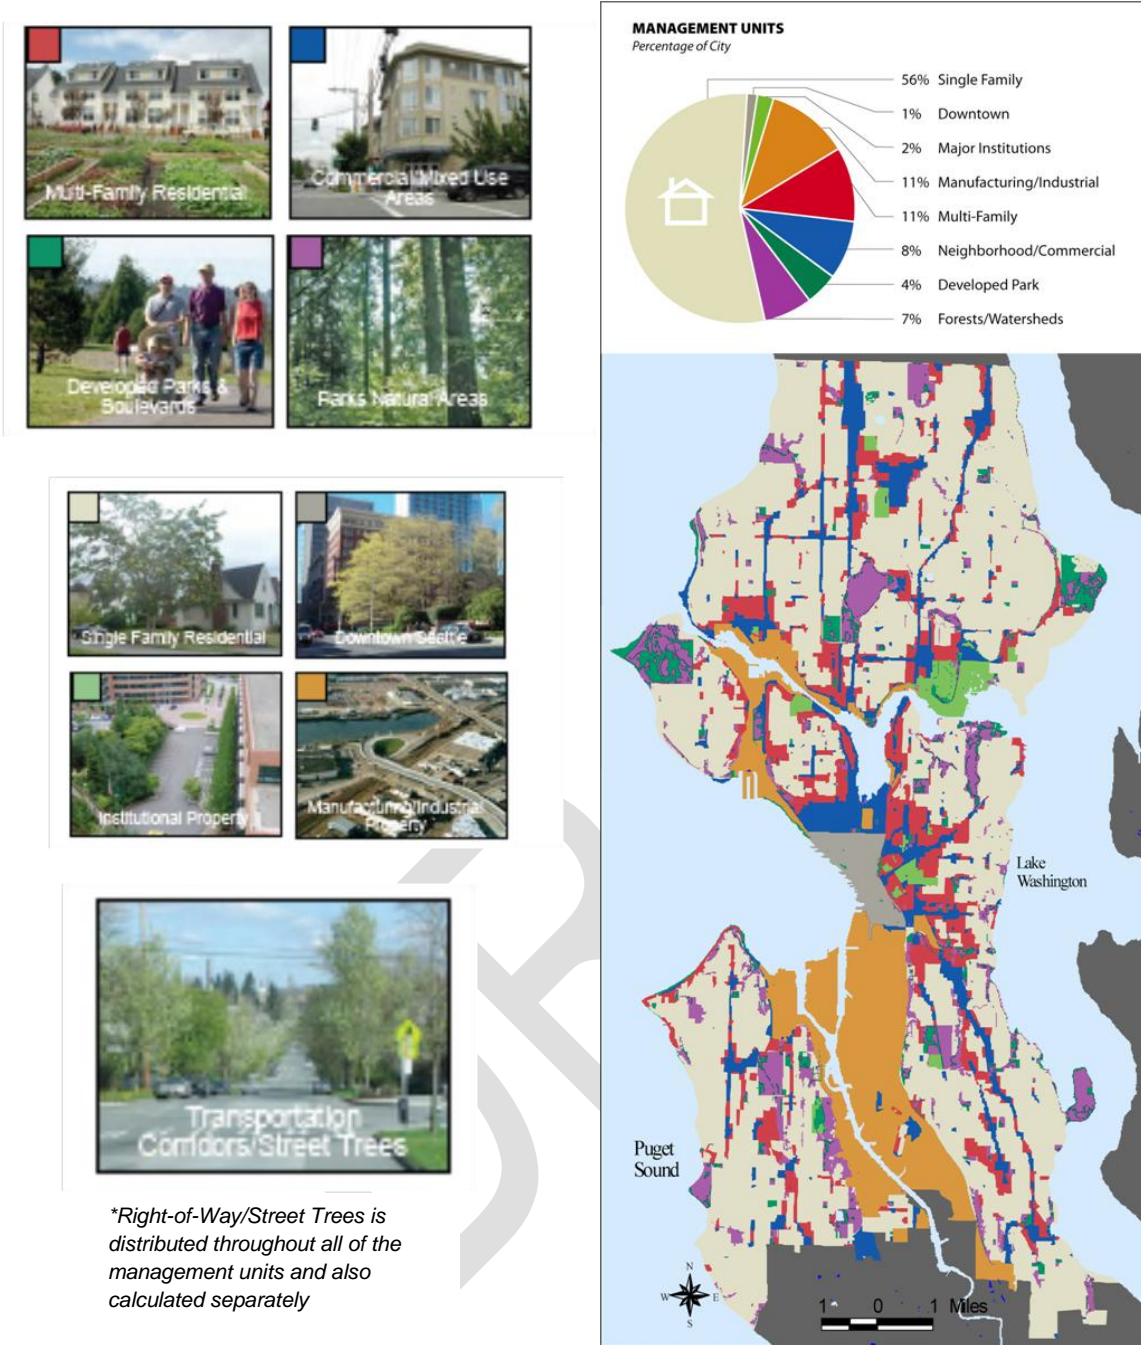 Multi-Family Residential
Commercial/Mixed Use
Areas
Developed Parks &
Boulevards
Parks Natural Areas
Single Family Residential
Downtown Seattle
Institutional Property
Manufacturing/Industrial
Property
Transportation
Corridors/Street Trees
*Right-of-Way/Street Trees is
distributed throughout all of the
management units and also
calculated separately
MANAGEMENT UNITS
Percentage of City
56% Single Family
1% Downtown
2% Major Institutions
11% Manufacturing/Industrial
11% Multi-Family
8% Neighborhood/Commercial
4% Developed Park
7% Forests/Watersheds
Lake
Washington
Puget
Sound
N
W E
S
1 0 1 Miles